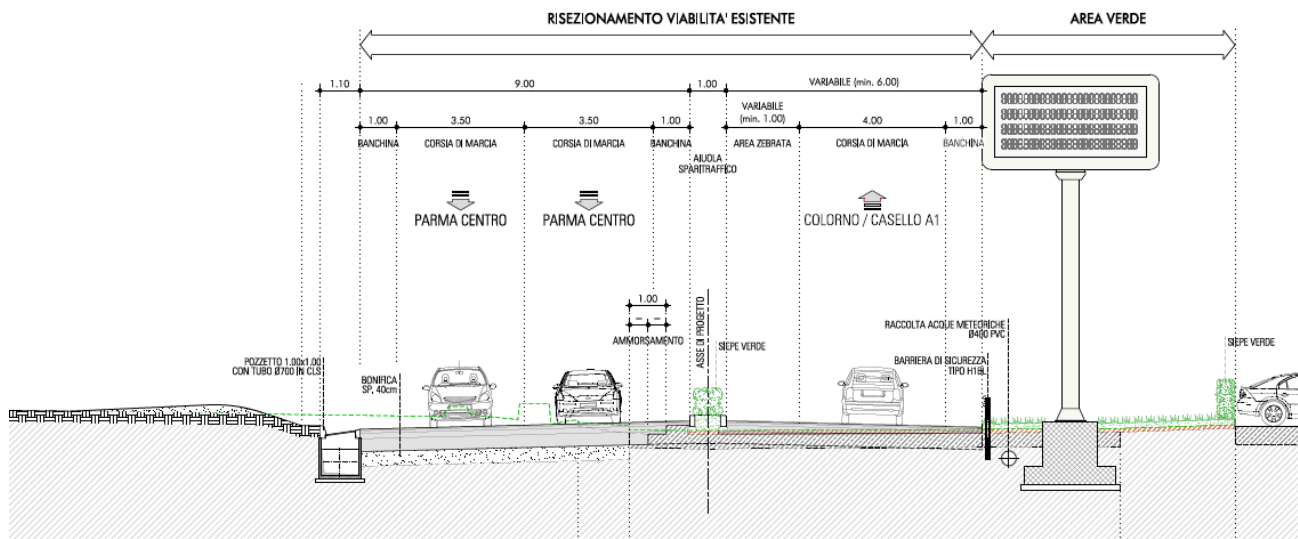 RISEZIONAMENTO VIABILITA' ESISTENTE
AREA VERDE
1.10
9.00
1.00
VARIABILE (min. 6.00)
1.00
3.50
3.50
1.00
VARIABILE
(min. 1.00)
4.00
1.00
BANCHINA
CORSIA DI MARCIA
CORSIA DI MARCIA
BANCHINA
AREA ZEBRATA
CORSIA DI MARCIA
BANCHINA
AIUOLA
SPARTITRAFFICO
PARMA CENTRO
PARMA CENTRO
COLORNO / CASELLO A1
1.00
AMMORSAMENTO
ASSE DI PROGETTO
SIEPE VERDE
RACCOLTA ACQUE METEORICHE
Ø400 PVC
BARRIERA DI SICUREZZA
TIPO H1BL
SIEPE VERDE
POZZETTO 1.00x1.00
CON TUBO Ø700 IN CLS
BONIFICA
SP. 40cm